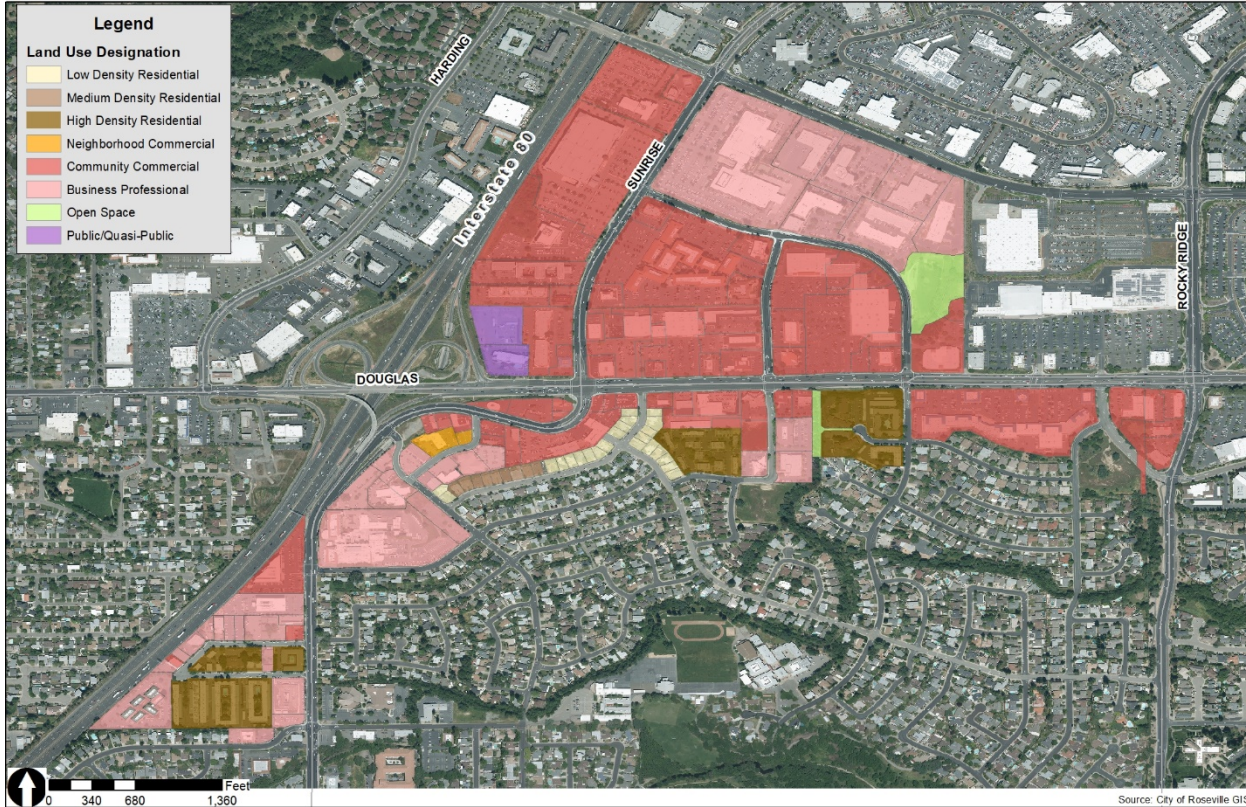 Legend
Land Use Designation
Low Density Residential
Medium Density Residential
High Density Residential
Neighborhood Commercial
Community Commercial
Business Professional
Open Space
Public/Quasi-Public
HARDING
Interstate 80
SUNRISE
ROCKY RIDGE
DOUGLAS
Feet
0 340 680 1,360
Source: City of Roseville GIS